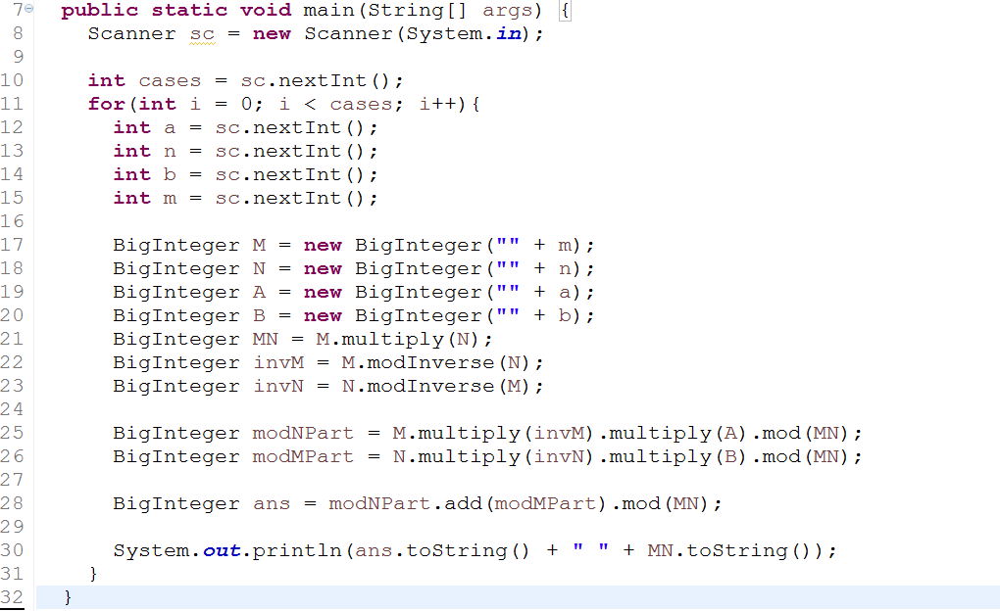 7 public static void main(String[] args) {
8 Scanner sc = new Scanner(System.in);
9
10 int cases = sc.nextInt();
11 for(int i = 0; i < cases; i++){
12 int a = sc.nextInt();
13 int n = sc.nextInt();
14 int b = sc.nextInt();
15 int m = sc.nextInt();
16
17 BigInteger M = new BigInteger("" + m);
18 BigInteger N = new BigInteger("" + n);
19 BigInteger A = new BigInteger("" + a);
20 BigInteger B = new BigInteger("" + b);
21 BigInteger MN = M.multiply(N);
22 BigInteger invM = M.modInverse(N);
23 BigInteger invN = N.modInverse(M);
24
25 BigInteger modNPart = M.multiply(invM).multiply(A).mod(MN);
26 BigInteger modMPart = N.multiply(invN).multiply(B).mod(MN);
27
28 BigInteger ans = modNPart.add(modMPart).mod(MN);
29
30 System.out.println(ans.toString() + " " + MN.toString());
31 }
32 }